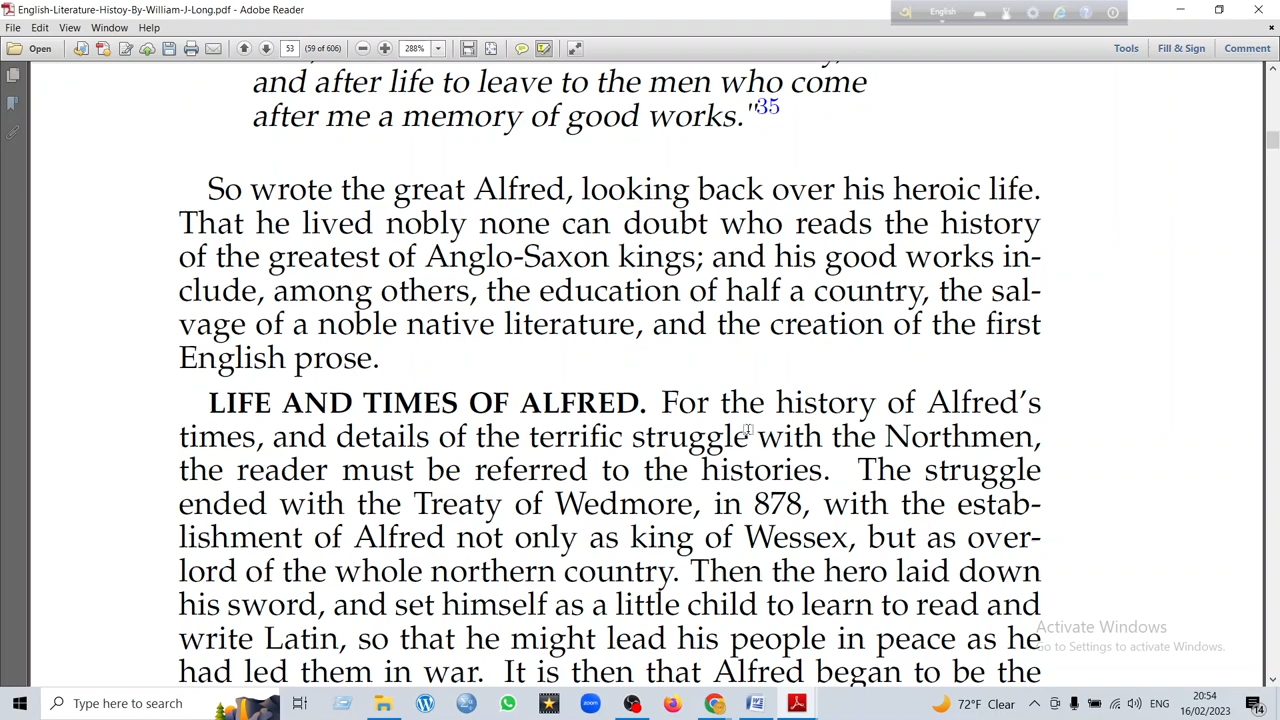 English-Literature-Histoy-By-William-J-Long.pdf - Adobe Reader
English
File Edit View Window Help
Open 53 (59 of 606) 288% Tools Fill & Sign Comment
and after life to leave to the men who come
after me a memory of good works."35
So wrote the great Alfred, looking back over his heroic life.
That he lived nobly none can doubt who reads the history
of the greatest of Anglo-Saxon kings; and his good works in-
clude, among others, the education of half a country, the sal-
vage of a noble native literature, and the creation of the first
English prose.
LIFE AND TIMES OF ALFRED. For the history of Alfred's
times, and details of the terrific struggle with the Northmen,
the reader must be referred to the histories. The struggle
ended with the Treaty of Wedmore, in 878, with the estab-
lishment of Alfred not only as king of Wessex, but as over-
lord of the whole northern country. Then the hero laid down
his sword, and set himself as a little child to learn to read and
write Latin, so that he might lead his people in peace as he
had led them in war. It is then that Alfred began to be the
Activate Windows
Go to Settings to activate Windows.
Type here to search
72°F Clear
ENG
20:54
16/02/2023
14